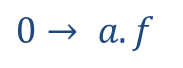 0 → a.f